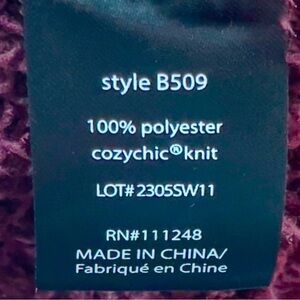 style B509
100% polyester
cozychic®knit
LOT# 2305SW11
RN#111248
MADE IN CHINA/
Fabriqué en Chine